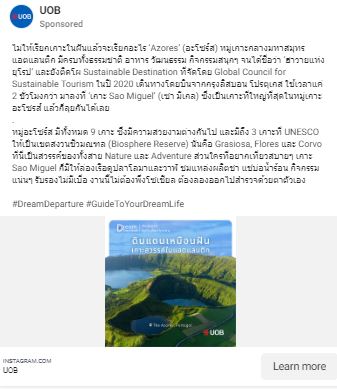 UOB
Sponsored
ไม่ให้เรียกเกาะในฝันแล้วจะเรียกอะไร 'Azores' (อะโซร์ส) หมู่เกาะกลางมหาสมุทร
แอตแลนติก มีครบทั้งธรรมชาติ อาหาร วัฒนธรรม กิจกรรมสนุกๆ จนได้ชื่อว่า 'ฮาวายแห่ง
ยุโรป' และยังติดโผ Sustainable Destination ที่จัดโดย Global Council for
Sustainable Tourism ในปี 2020 เดินทางโดยบินจากกรุงลิสบอน โปรตุเกส ใช้เวลาแค่
2 ชั่วโมงกว่า มาลงที่ 'เกาะ Sao Miguel' (เซา มิเกล) ซึ่งเป็นเกาะที่ใหญ่ที่สุดในหมู่เกาะ
อะโซร์สส์ แล้วก็ลุยกันได้เลย
.
หมู่อะโซร์ส มีทั้งหมด 9 เกาะ ซึ่งมีความสวยงามต่างกันไป และมีถึง 3 เกาะที่ UNESCO
ให้เป็นเขตสงวนชีวมณฑล (Biosphere Reserve) นั่นคือ Grasiosa, Flores และ Corvo
ที่นี่เป็นสวรรค์ของทั้งสาย Nature และ Adventure ส่วนใครที่อยากเที่ยวสบายๆ เกาะ
Sao Miguel ก็มีให้ล่องเรือดูปลาโลมาและวาฬ ชมแหล่งผลิตชา แช่บ่อน้ำร้อน กิจกรรม
แน่นๆ รับรองไม่มีเบื่อ งานนี้ไม่ต้องพึ่งโซเชียล ต้องลองออกไปสำรวจด้วยตาตัวเอง
#DreamDeparture #GuideToYourDreamLife
Dream
ดินแดนเหมือนฝัน
เกาะสวรรค์ในแอตแลนติก
The Azores, Portugal
UOB
INSTAGRAM.COM
UOB
Learn more